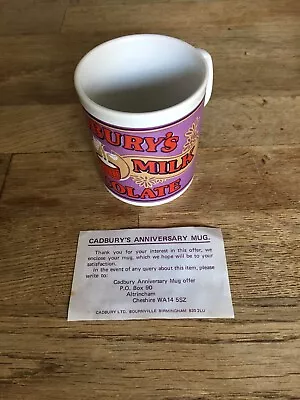 BURY'S
MILK
OLATE
CADBURY'S ANNIVERSARY MUG.
Thank you for your interest in this offer, we
enclose your mug, which we hope will be to your
satisfaction.
In the event of any query about this item, please
write to:
Cadbury Anniversary Mug offer
P.O. Box 90
Altrincham
Cheshire WA14 5SZ
CADBURY LTD. BOURNVILLE BIRMINGHAM B30 2LU